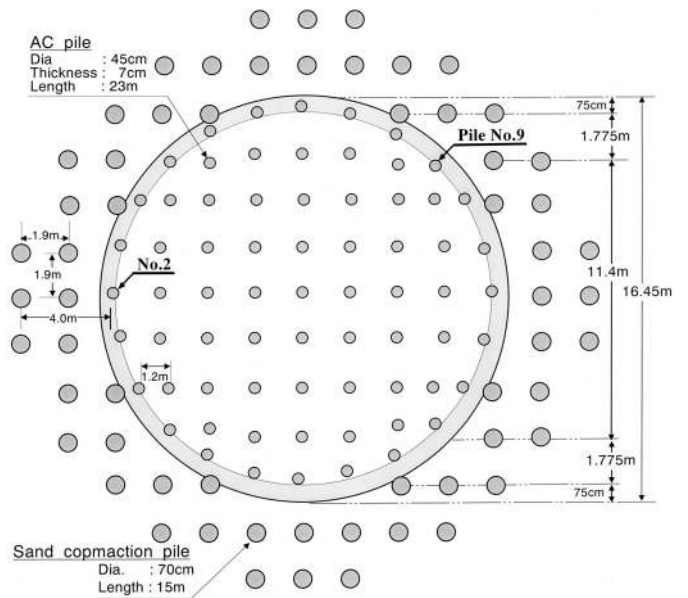 AC pile
Dia : 45cm
Thickness : 7cm
Length : 23m
75cm
Pile No.9
1.775m
1.9m
1.9m
No.2
11.4m
16.45m
4.0m
1.2m
1.775m
75cm
Sand copmaction pile
Dia. : 70cm
Length : 15m